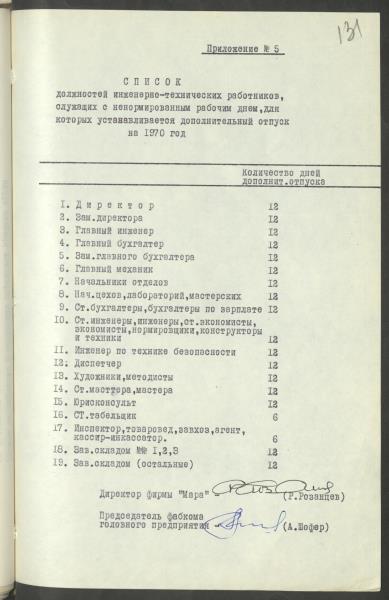 131
Приложение № 5
С П И С О К
должностей инженерно-технических работников,
служащих с ненормированным рабочим днем, для
которых устанавливается дополнительный отпуск
на 1970 год
Количество дней
дополнит.отпуска
1. Д и р е к т о р 12
2. Зам.директора 12
3. Главный инженер 12
4. Главный бухгалтер 12
5. Зам.главного бухгалтера 12
6. Главный механик 12
7. Начальники отделов 12
8. Нач.цехов,лабораторий,мастерских 12
9. Ст.бухгалтеры,бухгалтеры по зарплате 12
10. Ст.инженеры,инженеры,ст.экономисты,
экономисты,нормировщики,конструкторы
и техники 12
11. Инженер по технике безопасности 12
12. Диспетчер 12
13. Художники,методисты 12
14. Ст.мастера,мастера 12
15. Юрисконсульт 12
16. СТ.табельщик 6
17. Инспектор,товаровед,завхоз,агент,
кассир-инкассатор. 6
18. Зав.складом №№ 1,2,3 12
19. Зав.складом (остальные) 12
Директор фирмы "Мара" - (Р.Розанцев)
Председатель фабкома
головного предприятия - (А.Шофер)